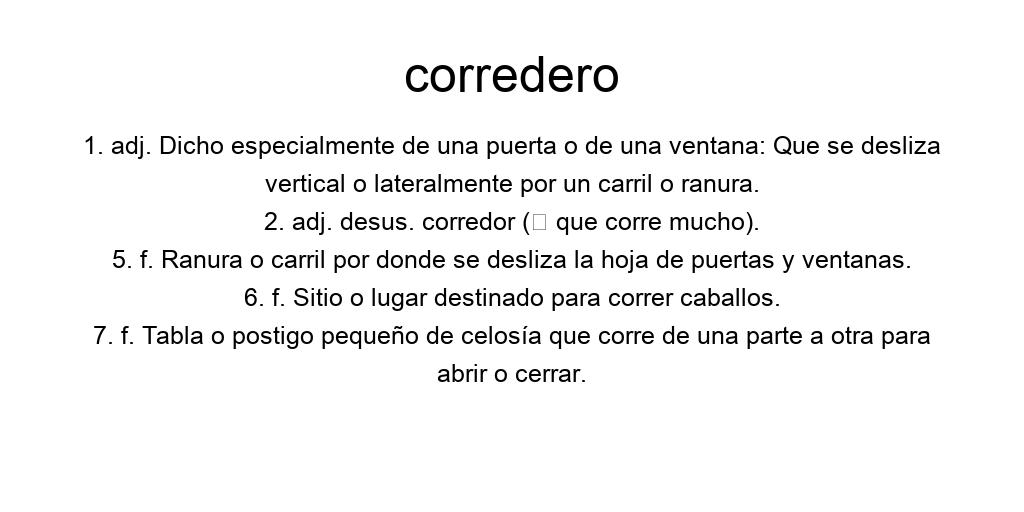 corredero
1. adj. Dicho especialmente de una puerta o de una ventana: Que se desliza
vertical o lateralmente por un carril o ranura.
2. adj. desus. corredor (□ que corre mucho).
5. f. Ranura o carril por donde se desliza la hoja de puertas y ventanas.
6. f. Sitio o lugar destinado para correr caballos.
7. f. Tabla o postigo pequeño de celosía que corre de una parte a otra para
abrir o cerrar.